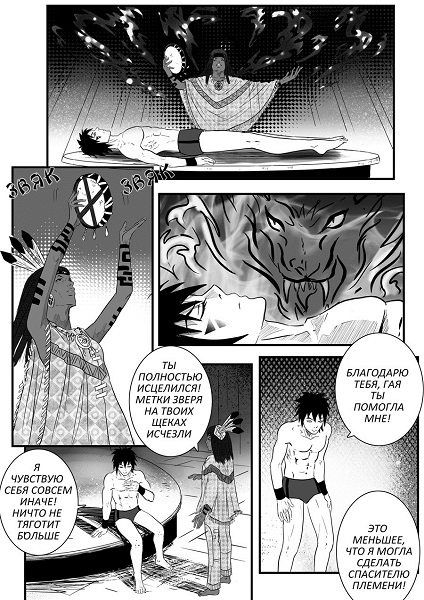 ЗВЯК
ЗВЯК
ТЫ
ПОЛНОСТЬЮ
ИСЦЕЛИЛСЯ!
МЕТКИ ЗВЕРЯ
НА ТВОИХ
ЩЕКАХ
ИСЧЕЗЛИ
Я
ЧУВСТВУЮ
СЕБЯ СОВСЕМ
ИНАЧЕ!
НИЧТО НЕ
ТЯГОТИТ
БОЛЬШЕ
БЛАГОДАРЮ
ТЕБЯ, ГАЯ
ТЫ
ПОМОГЛА
МНЕ!
ЭТО
МЕНЬШЕЕ,
ЧТО Я МОГЛА
СДЕЛАТЬ
СПАСИТЕЛЮ
ПЛЕМЕНИ!